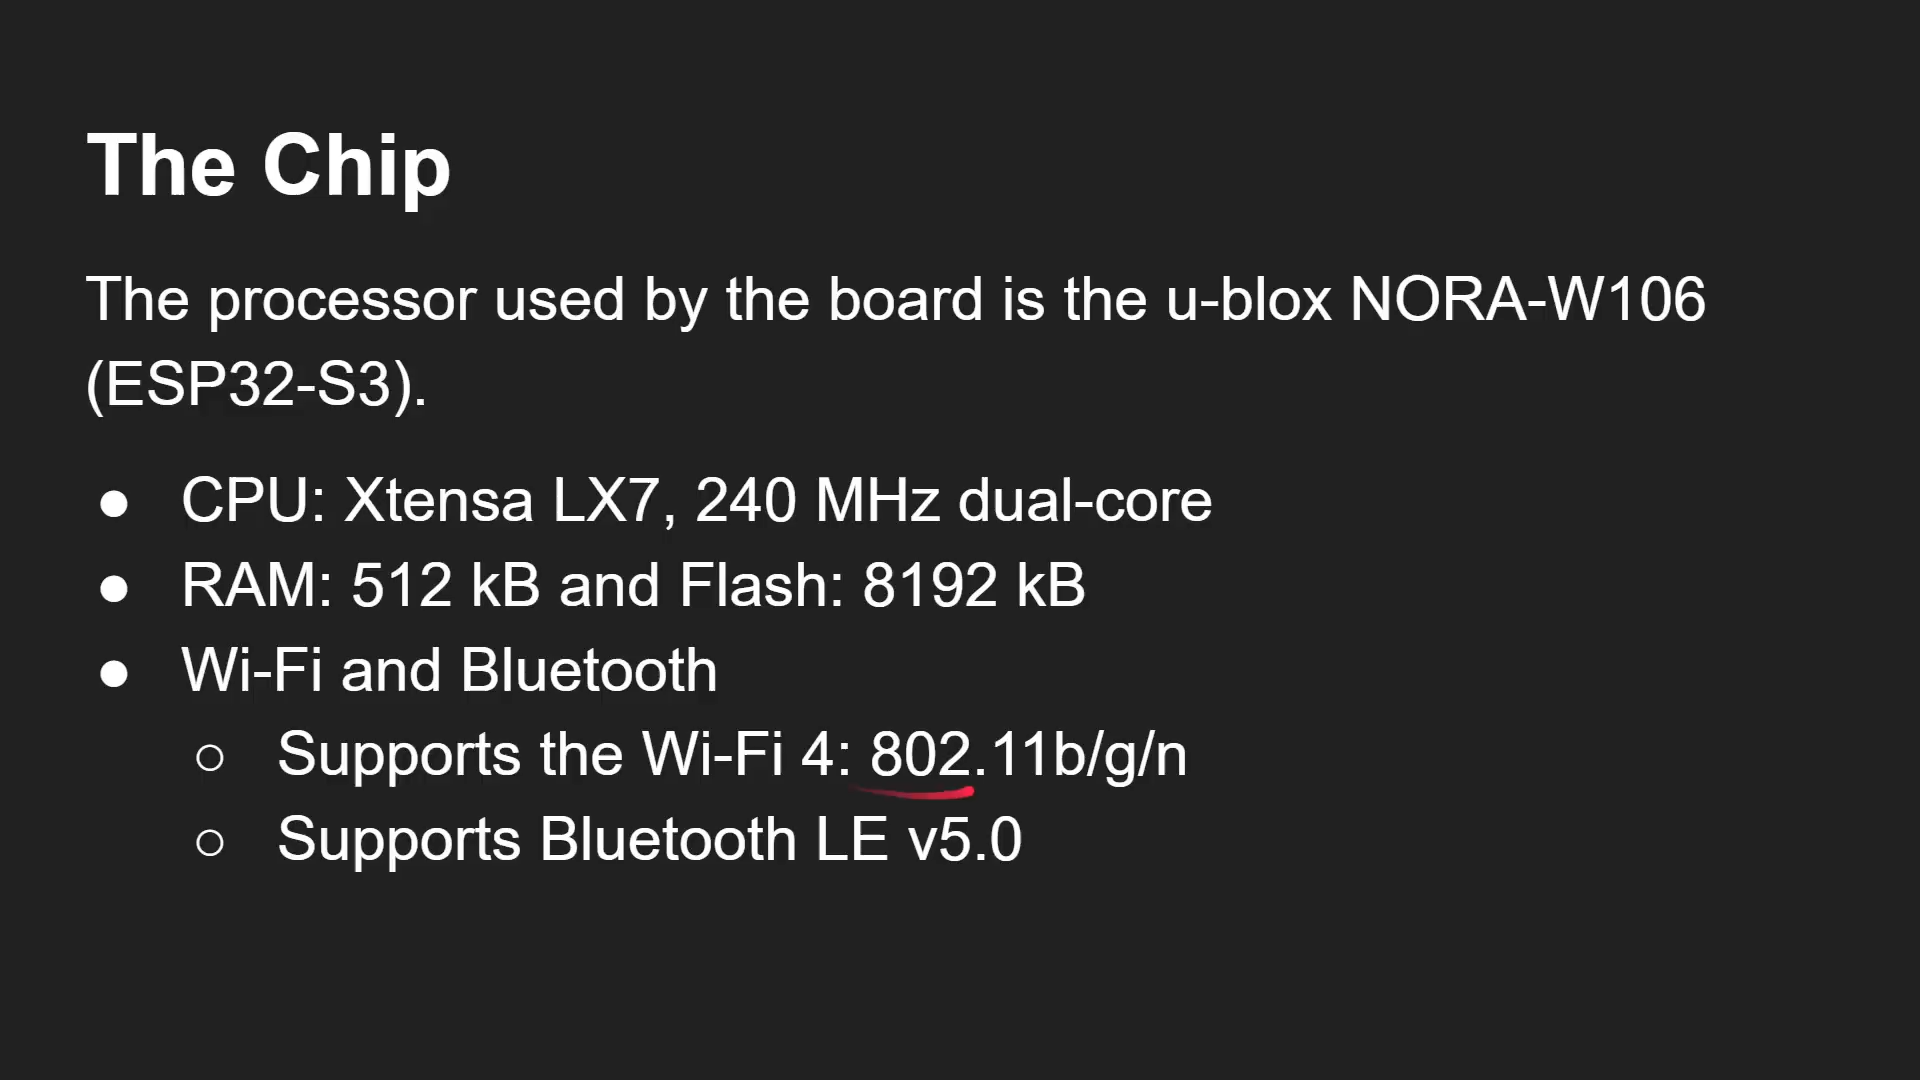 The Chip
The processor used by the board is the u-blox NORA-W106
(ESP32-S3).
● CPU: Xtensa LX7, 240 MHz dual-core
● RAM: 512 kB and Flash: 8192 kB
● Wi-Fi and Bluetooth
○ Supports the Wi-Fi 4: 802.11b/g/n
○ Supports Bluetooth LE v5.0